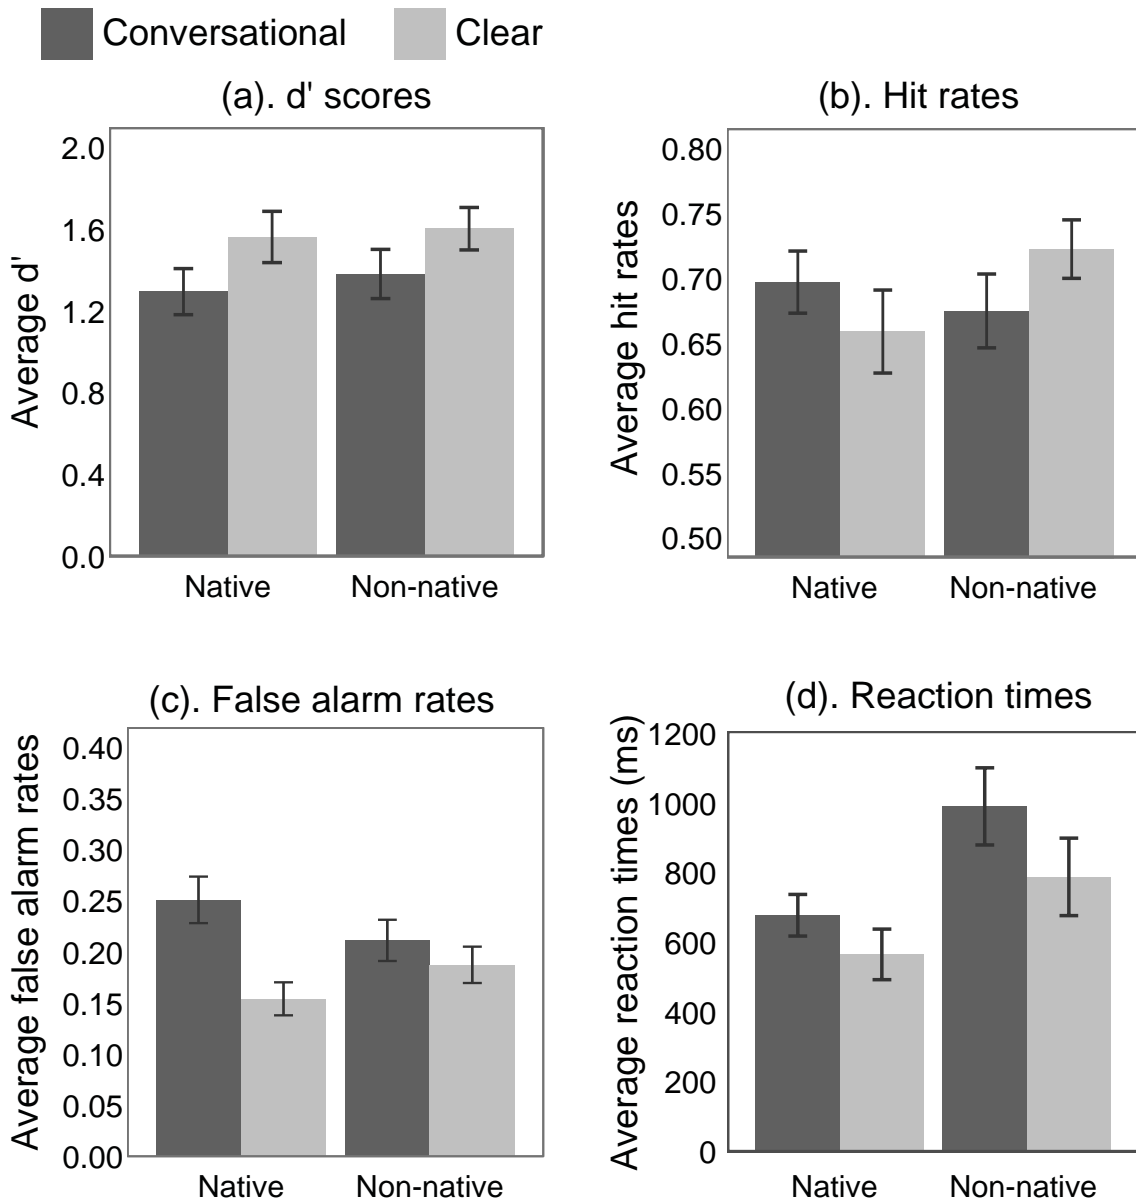 Conversational Clear
(a). d' scores
Average d'
2.0
1.6
1.2
0.8
0.4
0.0
Native Non-native
(b). Hit rates
Average hit rates
0.80
0.75
0.70
0.65
0.60
0.55
0.50
Native Non-native
(c). False alarm rates
Average false alarm rates
0.40
0.35
0.30
0.25
0.20
0.15
0.10
0.05
0.00
Native Non-native
(d). Reaction times
Average reaction times (ms)
1200
1000
800
600
400
200
0
Native Non-native